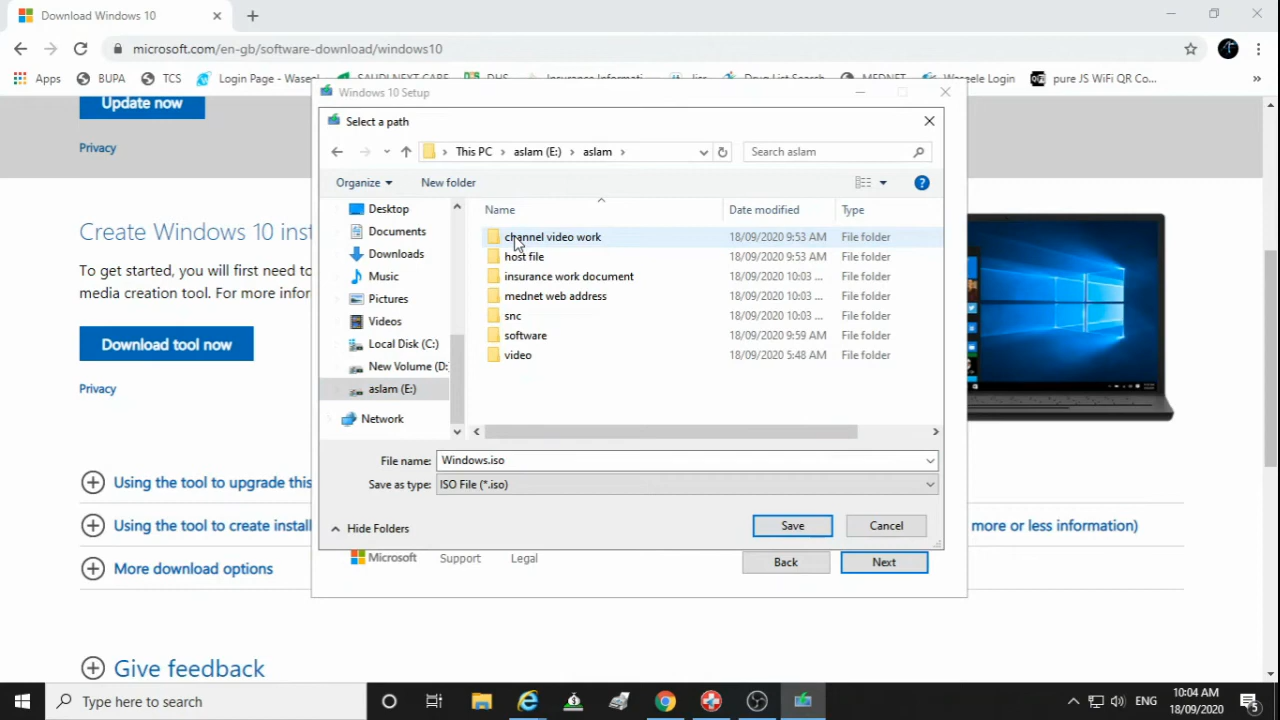 Download Windows 10
microsoft.com/en-gb/software-download/windows10
Apps
BUPA
TCS
Login Page - Wasee
SAUDI NEXT CARE
DHS
Insurance Informati
Jisr
Drug List Search
MEDNET
Waseele Login
pure JS WiFi QR Co...
»
Update now
Privacy
Create Windows 10 inst
To get started, you will first need to
media creation tool. For more infor
Download tool now
Privacy
Using the tool to upgrade this
Using the tool to create install
more or less information)
More download options
Give feedback
Windows 10 Setup
Select a path
This PC
aslam (E:)
aslam
Search aslam
Organize
New folder
Desktop
Documents
Downloads
Music
Pictures
Videos
Local Disk (C:)
New Volume (D:
aslam (E:)
Network
Name Date modified Type
channel video work 18/09/2020 9:53 AM File folder
host file 18/09/2020 9:53 AM File folder
insurance work document 18/09/2020 10:03 ... File folder
mednet web address 18/09/2020 10:03 ... File folder
snc 18/09/2020 10:03 ... File folder
software 18/09/2020 9:59 AM File folder
video 18/09/2020 5:48 AM File folder
File name: Windows.iso
Save as type: ISO File (*.iso)
Hide Folders
Save
Cancel
Microsoft
Support
Legal
Back
Next
Type here to search
ENG
10:04 AM
18/09/2020
5